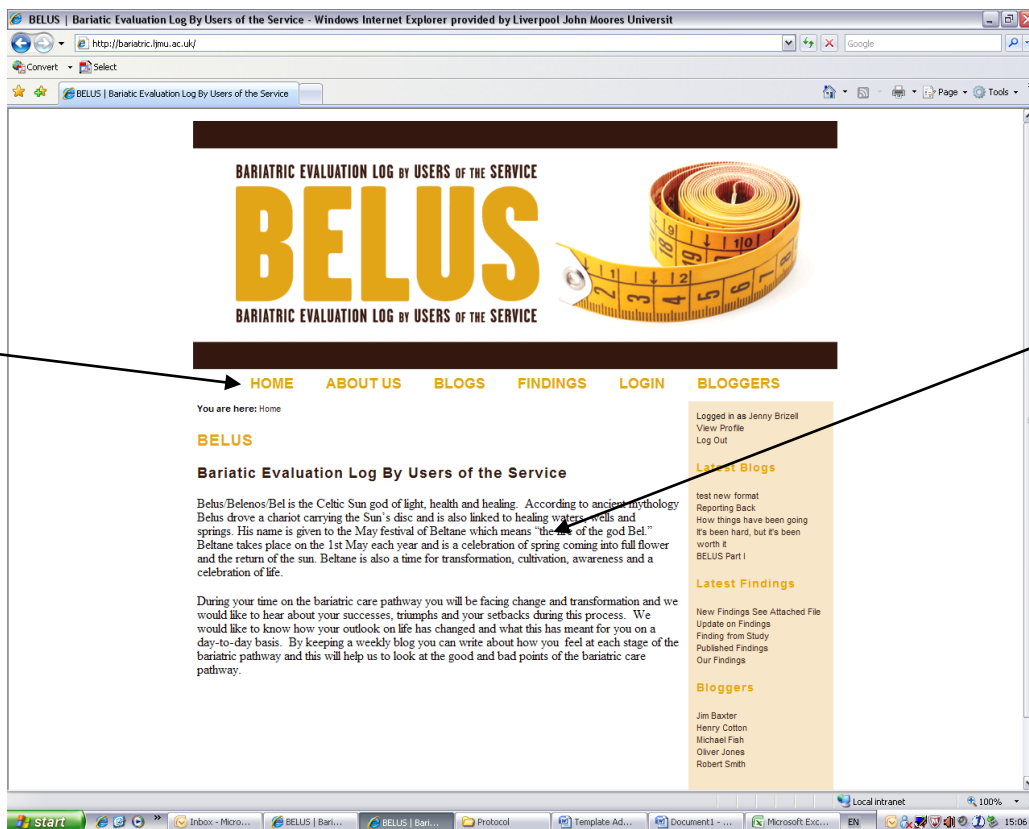 BELUS | Bariatic Evaluation Log By Users of the Service - Windows Internet Explorer provided by Liverpool John Moores Universit
http://bariatric.ljmu.ac.uk/
Google
Convert
Select
BELUS | Bariatic Evaluation Log By Users of the Service
Page
Tools
BARIATRIC EVALUATION LOG BY USERS OF THE SERVICE
BELUS
BARIATRIC EVALUATION LOG BY USERS OF THE SERVICE
HOME ABOUT US BLOGS FINDINGS LOGIN BLOGGERS
You are here: Home
BELUS
Bariatic Evaluation Log By Users of the Service
Belus/Belenos/Bel is the Celtic Sun god of light, health and healing. According to ancient mythology
Belus drove a chariot carrying the Sun's disc and is also linked to healing waters, wells and
springs. His name is given to the May festival of Beltane which means "the fire of the god Bel."
Beltane takes place on the 1st May each year and is a celebration of spring coming into full flower
and the return of the sun. Beltane is also a time for transformation, cultivation, awareness and a
celebration of life.
During your time on the bariatric care pathway you will be facing change and transformation and we
would like to hear about your successes, triumphs and your setbacks during this process. We
would like to know how your outlook on life has changed and what this has meant for you on a
day-to-day basis. By keeping a weekly blog you can write about how you feel at each stage of the
bariatric pathway and this will help us to look at the good and bad points of the bariatric care
pathway.
Logged in as Jenny Brizell
View Profile
Log Out
Latest Blogs
test new format
Reporting Back
How things have been going
It's been hard, but it's been
worth it
BELUS Part I
Latest Findings
New Findings See Attached File
Update on Findings
Finding from Study
Published Findings
Our Findings
Bloggers
Jim Baxter
Henry Cotton
Michael Fish
Oliver Jones
Robert Smith
Local intranet
100%
start
Inbox - Micro...
BELUS | Bari...
BELUS | Bari...
Protocol
Template Ad...
Document1 - ...
Microsoft Exc...
EN
15:06